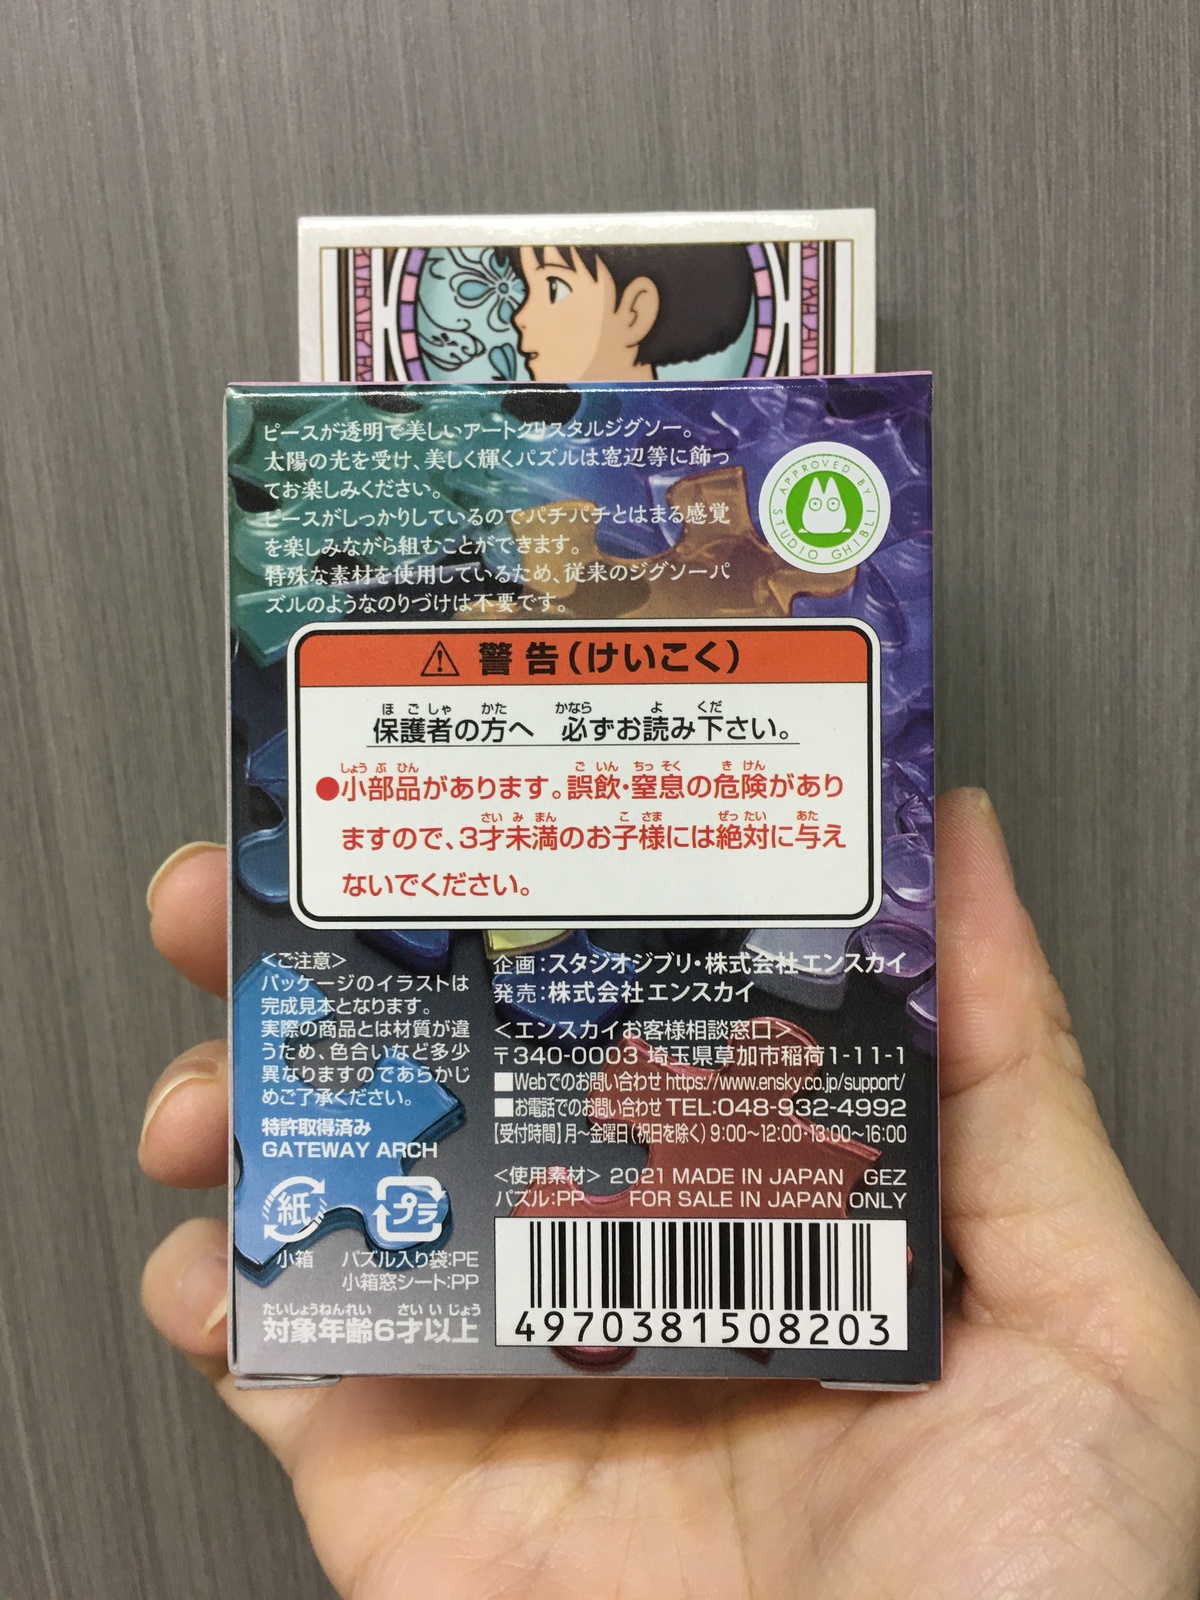 ピースが透明で美しいアートクリスタルジグソー。
太陽の光を受け、美しく輝くパズルは窓辺等に飾っ
てお楽しみください。
ピースがしっかりしているのでパチパチとはまる感覚
を楽しみながら組むことができます。
特殊な素材を使用しているため、従来のジグソーパ
ズルのようなのりづけは不要です。
APPROVED BY
STUDIO GHIBLI
⚠ 警告(けいこく)
ほごしゃ かた かなら よ くだ
保護者の方へ 必ずお読み下さい。
しょうぶひん ごいん ちっそく きけん
●小部品があります。誤飲・窒息の危険があり
さいみまん こさま ぜったい あた
ますので、3才未満のお子様には絶対に与え
ないでください。
<ご注意>
パッケージのイラストは
完成見本となります。
実際の商品とは材質が違
うため、色合いなど多少
異なりますのであらかじ
めご了承ください。
特許取得済み
GATEWAY ARCH
紙 プラ
小箱 パズル入り袋:PE
小箱窓シート:PP
たいしょうねんれい さいいじょう
対象年齢6才以上
企画:スタジオジブリ・株式会社エンスカイ
発売:株式会社エンスカイ
<エンスカイお客様相談窓口>
〒340-0003 埼玉県草加市稲荷1-11-1
■Webでのお問い合わせ https://www.ensky.co.jp/support/
■お電話でのお問い合わせ TEL:048-932-4992
【受付時間】月～金曜日(祝日を除く) 9:00～12:00・13:00～16:00
<使用素材> 2021 MADE IN JAPAN GEZ
パズル:PP FOR SALE IN JAPAN ONLY
4970381508203